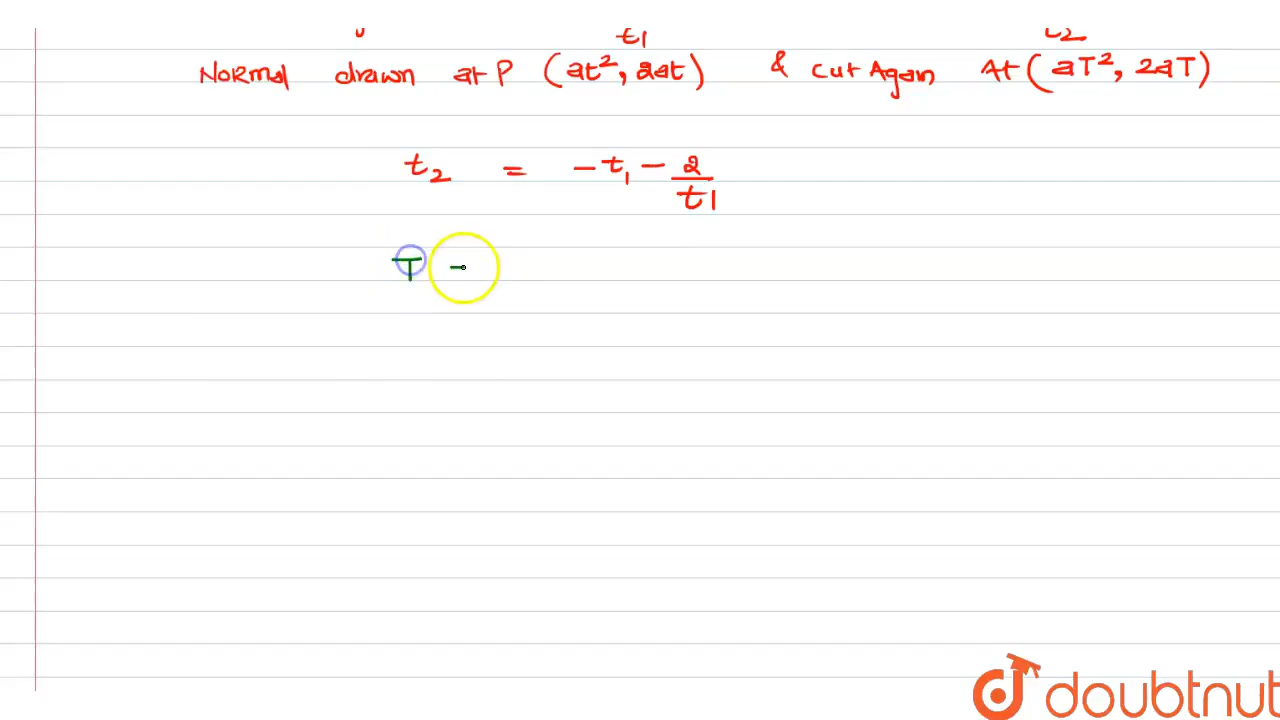 t1 t2
Normal drawn at P (at², 2at) & cut Again At (aT², 2aT)
t₂ = -t₁ - 2/t1
T -
doubtnut